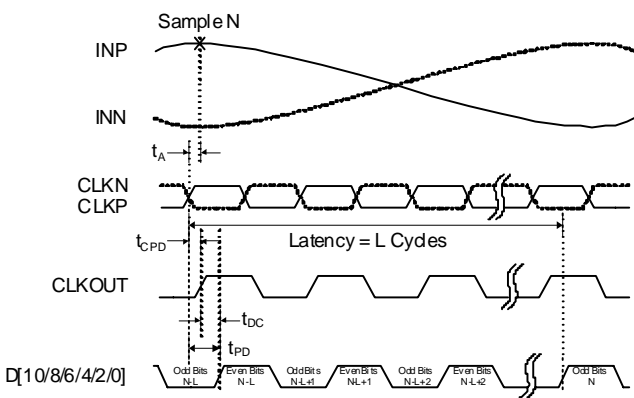 Sample N
INP
INN
tA
CLKN
CLKP
tCPD
Latency = L Cycles
CLKOUT
tDC
tPD
D[10/8/6/4/2/0]
Odd Bits N-L
Even Bits N-L
Odd Bits N-L+1
Even Bits N-L+1
Odd Bits N-L+2
Even Bits N-L+2
Odd Bits N